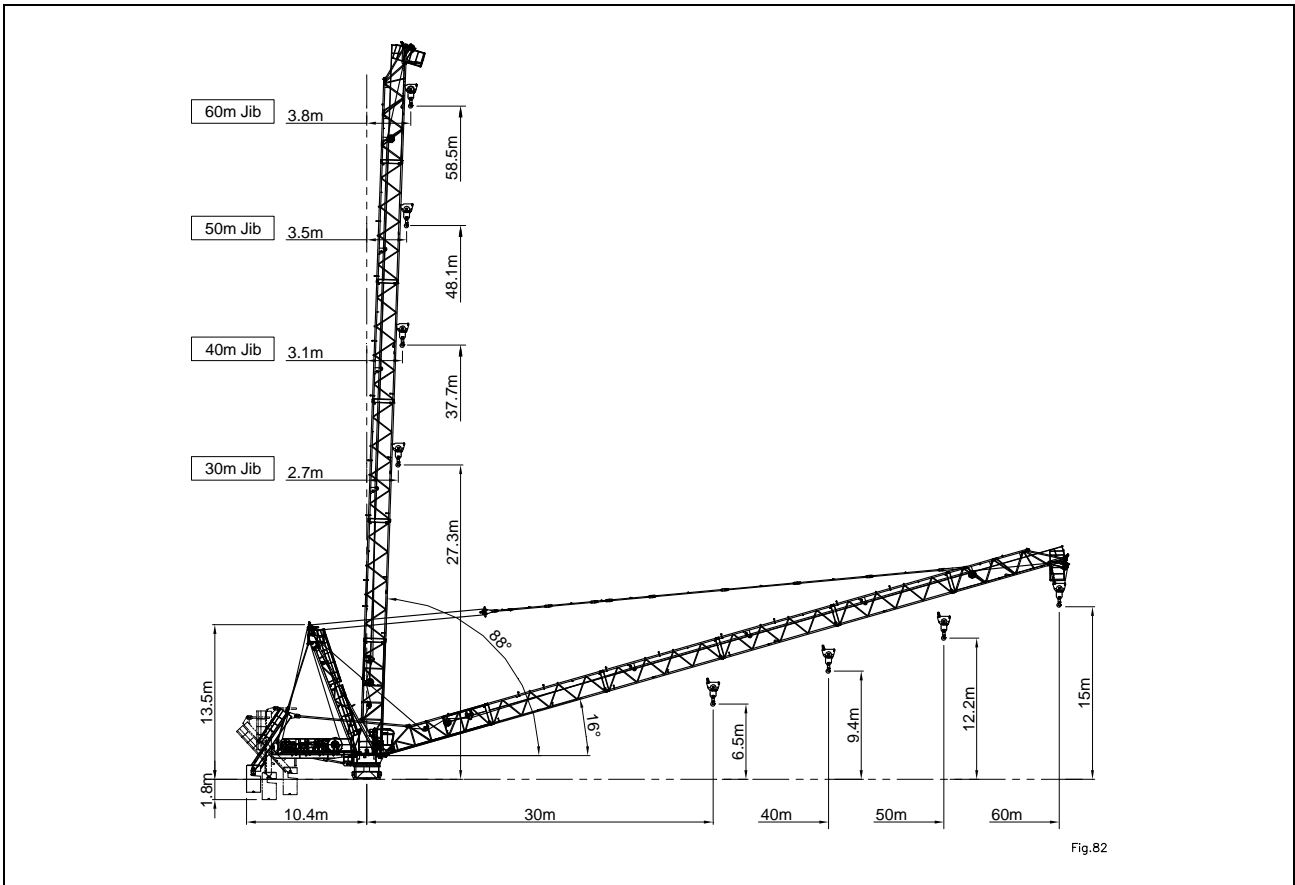 60m Jib 3.8m
58.5m
50m Jib 3.5m
48.1m
40m Jib 3.1m
37.7m
30m Jib 2.7m
27.3m
88°
16°
13.5m
1.8m
6.5m
9.4m
12.2m
15m
10.4m 30m 40m 50m 60m
Fig.82